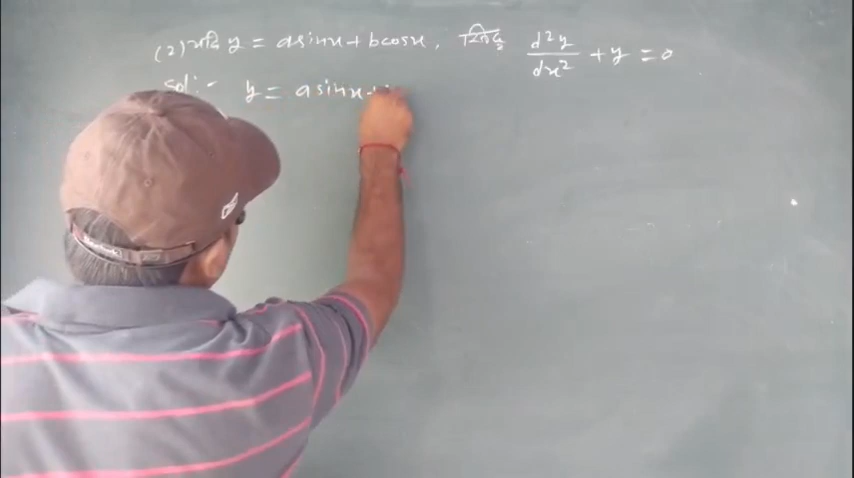 (2) यदि y = asinx + bcosx, d²y/dx² + y = 0
Sol:- y = asinx +